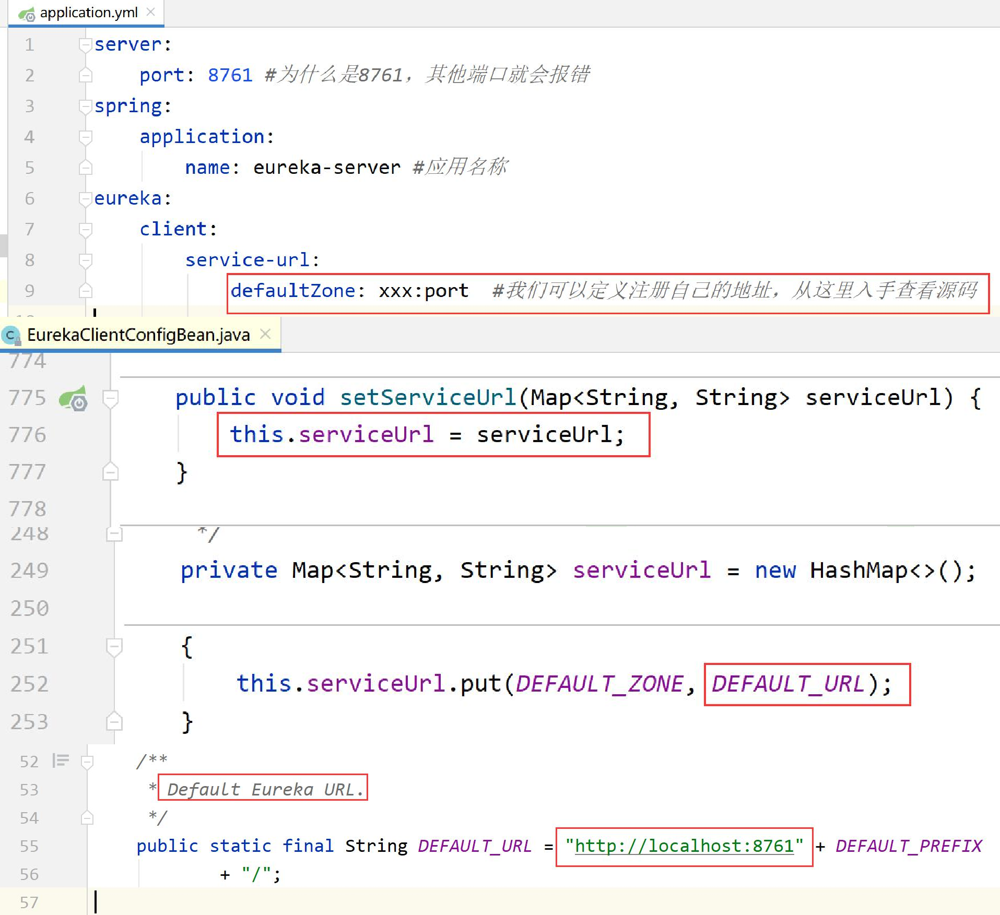 application.yml
1 server:
2 port: 8761 #为什么是8761，其他端口就会报错
3 spring:
4 application:
5 name: eureka-server #应用名称
6 eureka:
7 client:
8 service-url:
9 defaultZone: xxx:port #我们可以定义注册自己的地址，从这里入手查看源码
EurekaClientConfigBean.java
774
775 public void setServiceUrl(Map<String, String> serviceUrl) {
776 this.serviceUrl = serviceUrl;
777 }
778
248 */
249 private Map<String, String> serviceUrl = new HashMap<>();
250
251 {
252 this.serviceUrl.put(DEFAULT_ZONE, DEFAULT_URL);
253 }
52 /**
53 * Default Eureka URL.
54 */
55 public static final String DEFAULT_URL = "http://localhost:8761" + DEFAULT_PREFIX
56 + "/";
57